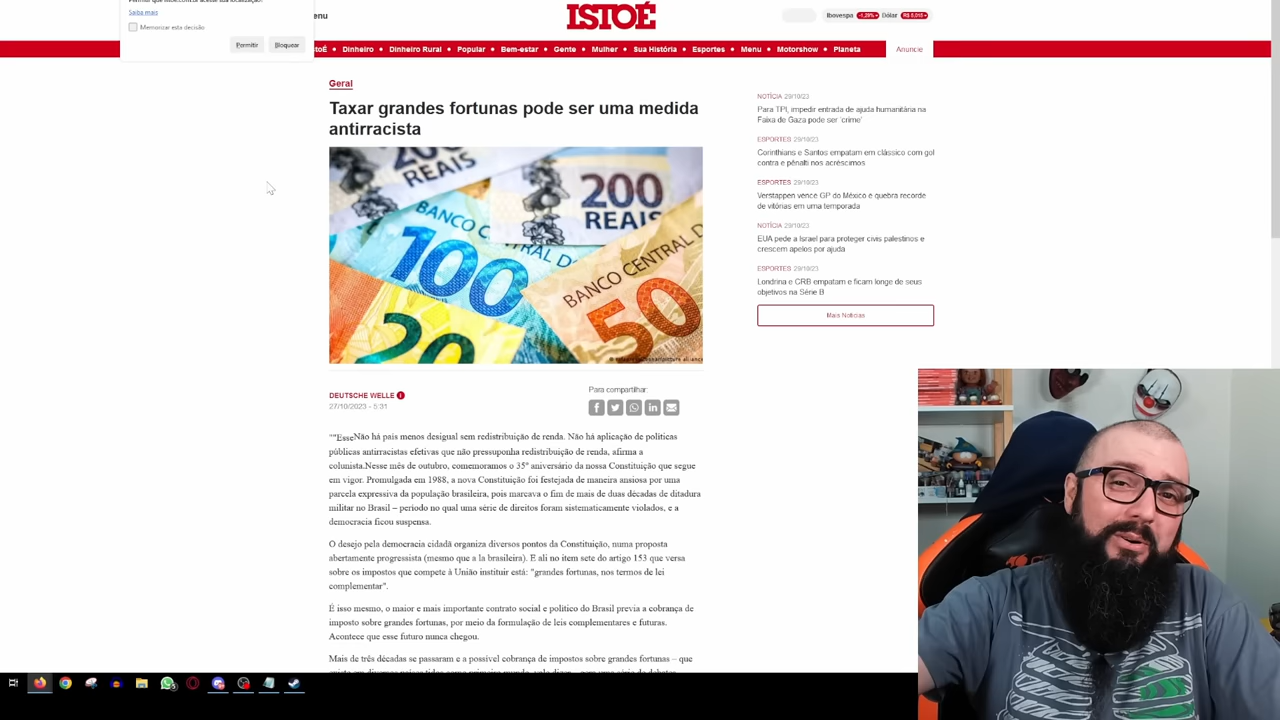 Saiba mais
Memorizar esta decisão
Permitir
Bloquear
enu
ISTOÉ
Ibovespa -1,29%
Dólar R$ 5,015
stoÉ • Dinheiro • Dinheiro Rural • Popular • Bem-estar • Gente • Mulher • Sua História • Esportes • Menu • Motorshow • Planeta
Anuncie
Geral
Taxar grandes fortunas pode ser uma medida
antirracista
REAIS
200
REAIS
BANCO CENTRAL D
100
BANCO CENTRAL D
50
20
DEUTSCHE WELLE i
27/10/2023 - 5:31
Para compartilhar:
""EsseNão há país menos desigual sem redistribuição de renda. Não há aplicação de políticas
públicas antirracistas efetivas que não pressuponha redistribuição de renda, afirma a
colunista.Nesse mês de outubro, comemoramos o 35º aniversário da nossa Constituição que segue
em vigor. Promulgada em 1988, a nova Constituição foi festejada de maneira ansiosa por uma
parcela expressiva da população brasileira, pois marcava o fim de mais de duas décadas de ditadura
militar no Brasil – período no qual uma série de direitos foram sistematicamente violados, e a
democracia ficou suspensa.
O desejo pela democracia cidadã organiza diversos pontos da Constituição, numa proposta
abertamente progressista (mesmo que a la brasileira). E ali no item sete do artigo 153 que versa
sobre os impostos que compete à União instituir está: "grandes fortunas, nos termos de lei
complementar".
É isso mesmo, o maior e mais importante contrato social e político do Brasil previa a cobrança de
imposto sobre grandes fortunas, por meio da formulação de leis complementares e futuras.
Acontece que esse futuro nunca chegou.
Mais de três décadas se passaram e a possível cobrança de impostos sobre grandes fortunas – que
NOTÍCIA 29/10/23
Para TPI, impedir entrada de ajuda humanitária na
Faixa de Gaza pode ser 'crime'
ESPORTES 29/10/23
Corinthians e Santos empatam em clássico com gol
contra e pênalti nos acréscimos
ESPORTES 29/10/23
Verstappen vence GP do México e quebra recorde
de vitórias em uma temporada
NOTÍCIA 29/10/23
EUA pede a Israel para proteger civis palestinos e
crescem apelos por ajuda
ESPORTES 29/10/23
Londrina e CRB empatam e ficam longe de seus
objetivos na Série B
Mais Notícias